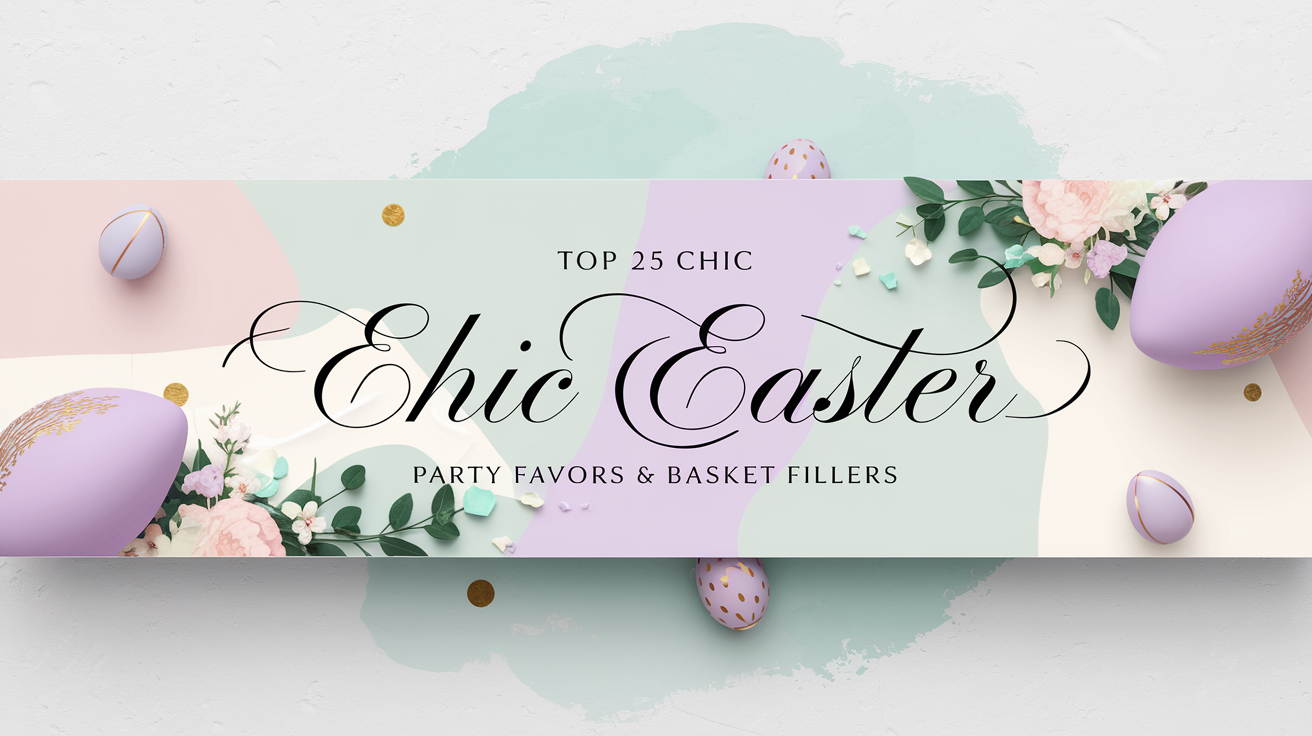 TOP 25 CHIC
Ehic Easter
PARTY FAVORS & BASKET FILLERS